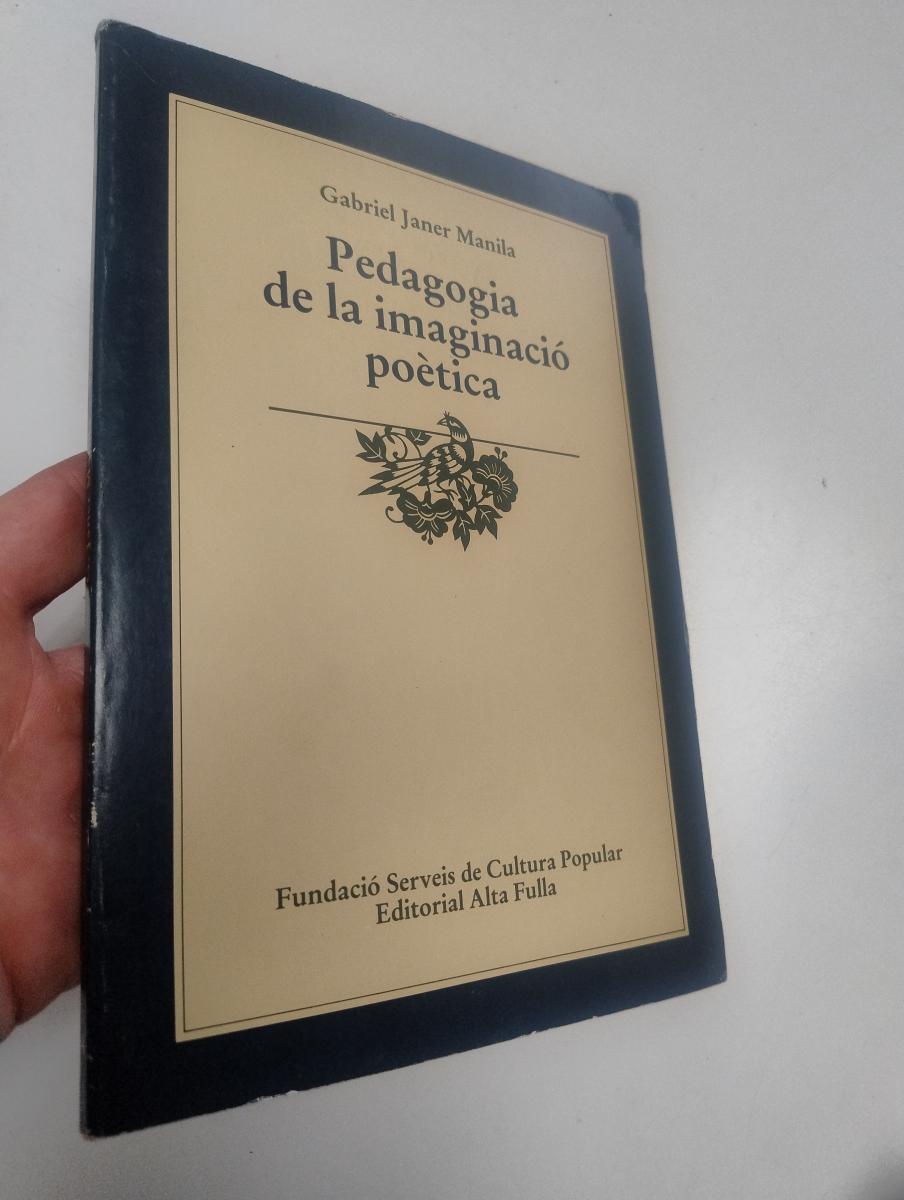 Gabriel Janer Manila
Pedagogia
de la imaginació
poètica
Fundació Serveis de Cultura Popular
Editorial Alta Fulla